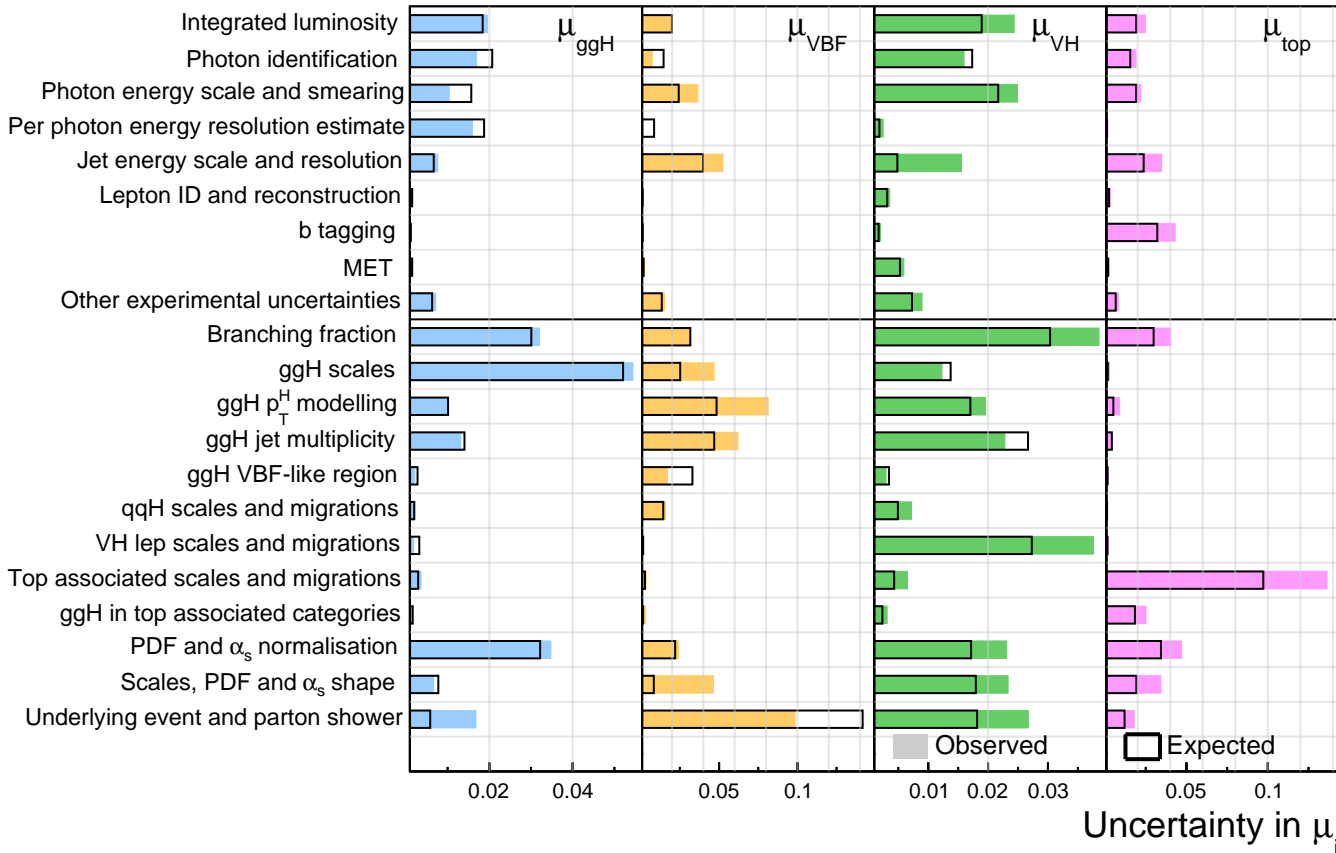 Integrated luminosity
Photon identification
Photon energy scale and smearing
Per photon energy resolution estimate
Jet energy scale and resolution
Lepton ID and reconstruction
b tagging
MET
Other experimental uncertainties
Branching fraction
ggH scales
ggH p_T^H modelling
ggH jet multiplicity
ggH VBF-like region
qqH scales and migrations
VH lep scales and migrations
Top associated scales and migrations
ggH in top associated categories
PDF and α_s normalisation
Scales, PDF and α_s shape
Underlying event and parton shower
μ_ggH μ_VBF μ_VH μ_top
Observed Expected
0.02 0.04 0.05 0.1 0.01 0.02 0.03 0.05 0.1
Uncertainty in μ_i